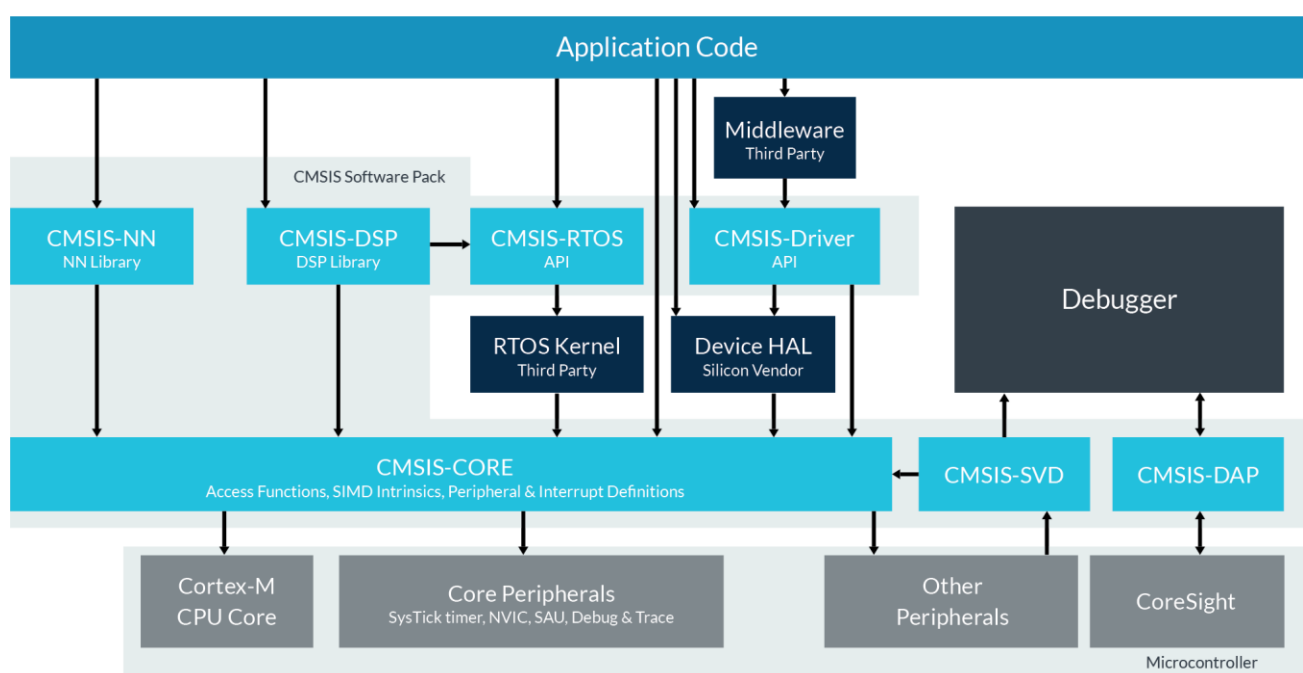 Application Code
Middleware
Third Party
CMSIS Software Pack
CMSIS-NN
NN Library
CMSIS-DSP
DSP Library
CMSIS-RTOS
API
CMSIS-Driver
API
Debugger
RTOS Kernel
Third Party
Device HAL
Silicon Vendor
CMSIS-CORE
Access Functions, SIMD Intrinsics, Peripheral & Interrupt Definitions
CMSIS-SVD
CMSIS-DAP
Cortex-M
CPU Core
Core Peripherals
SysTick timer, NVIC, SAU, Debug & Trace
Other
Peripherals
CoreSight
Microcontroller